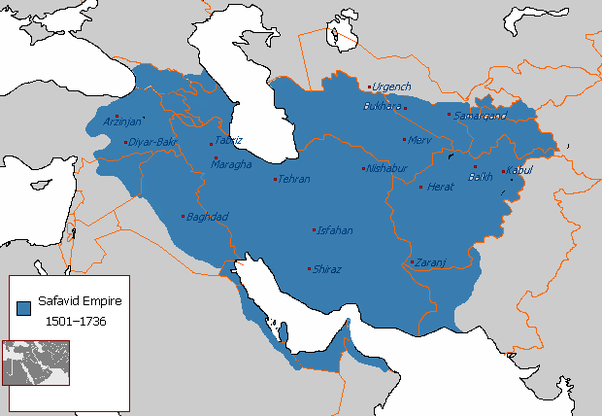 Urgench
Bukhara
Samarqand
Arzinjan
Diyar-Bakr
Tabriz
Merv
Maragha
Nishabur
Balkh
Kabul
Tehran
Herat
Baghdad
Isfahan
Zaranj
Shiraz
Safavid Empire
1501–1736